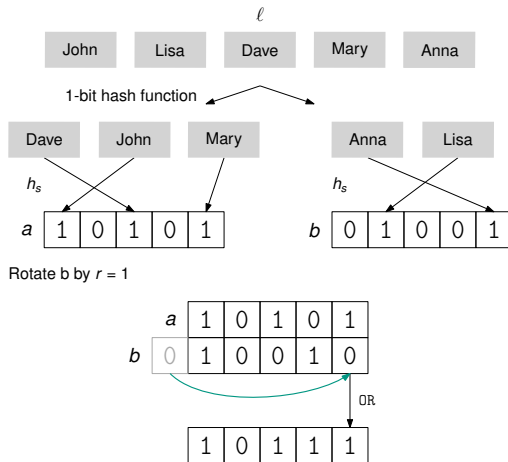 ℓ
John Lisa Dave Mary Anna
1-bit hash function
Dave John Mary Anna Lisa
h_s h_s
a 1 0 1 0 1 b 0 1 0 0 1
Rotate b by r = 1
a 1 0 1 0 1
b 0 1 0 0 1 0
OR
1 0 1 1 1